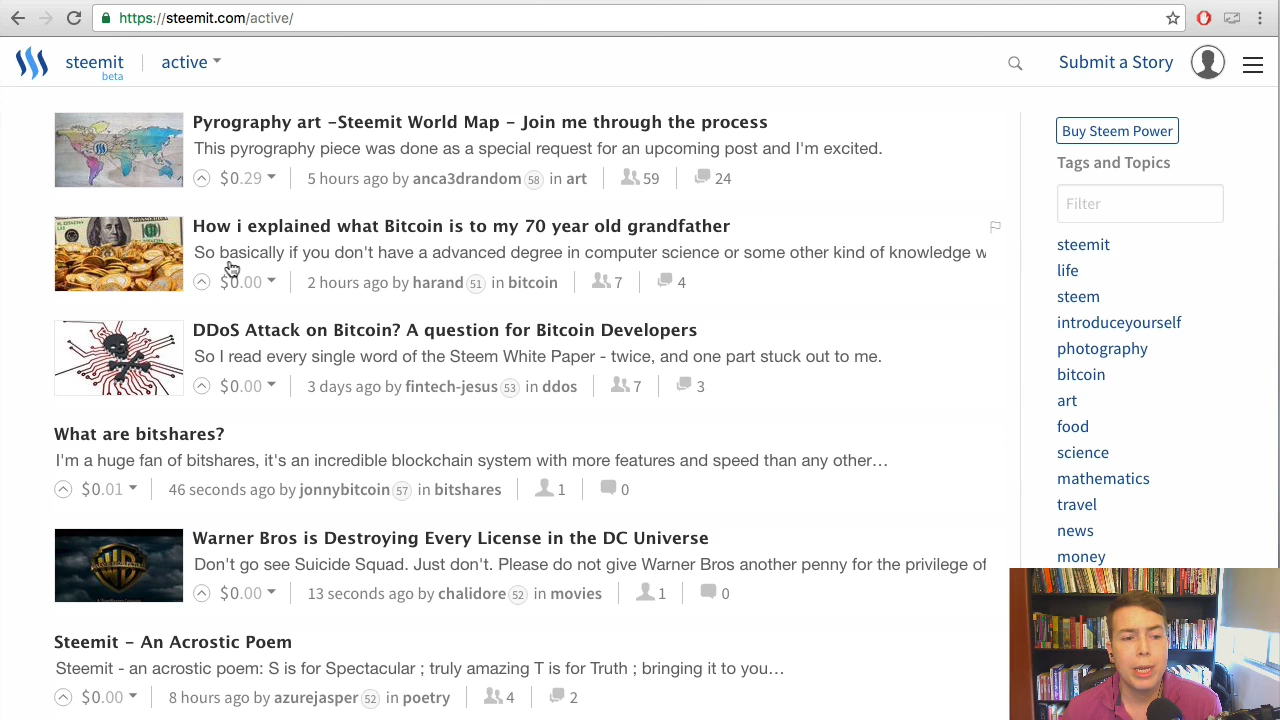 https://steemit.com/active/
steemit
beta
active
Submit a Story
Pyrography art –Steemit World Map – Join me through the process
This pyrography piece was done as a special request for an upcoming post and I'm excited.
$0.29 5 hours ago by anca3drandom 58 in art 59 24
How i explained what Bitcoin is to my 70 year old grandfather
So basically if you don't have a advanced degree in computer science or some other kind of knowledge w
$0.00 2 hours ago by harand 51 in bitcoin 7 4
DDoS Attack on Bitcoin? A question for Bitcoin Developers
So I read every single word of the Steem White Paper - twice, and one part stuck out to me.
$0.00 3 days ago by fintech-jesus 53 in ddos 7 3
What are bitshares?
I'm a huge fan of bitshares, it's an incredible blockchain system with more features and speed than any other…
$0.01 46 seconds ago by jonnybitcoin 57 in bitshares 1 0
Warner Bros is Destroying Every License in the DC Universe
Don't go see Suicide Squad. Just don't. Please do not give Warner Bros another penny for the privilege of
$0.00 13 seconds ago by chalidore 52 in movies 1 0
Steemit – An Acrostic Poem
Steemit - an acrostic poem: S is for Spectacular ; truly amazing T is for Truth ; bringing it to you…
$0.00 8 hours ago by azurejasper 52 in poetry 4 2
Buy Steem Power
Tags and Topics
Filter
steemit
life
steem
introduceyourself
photography
bitcoin
art
food
science
mathematics
travel
news
money